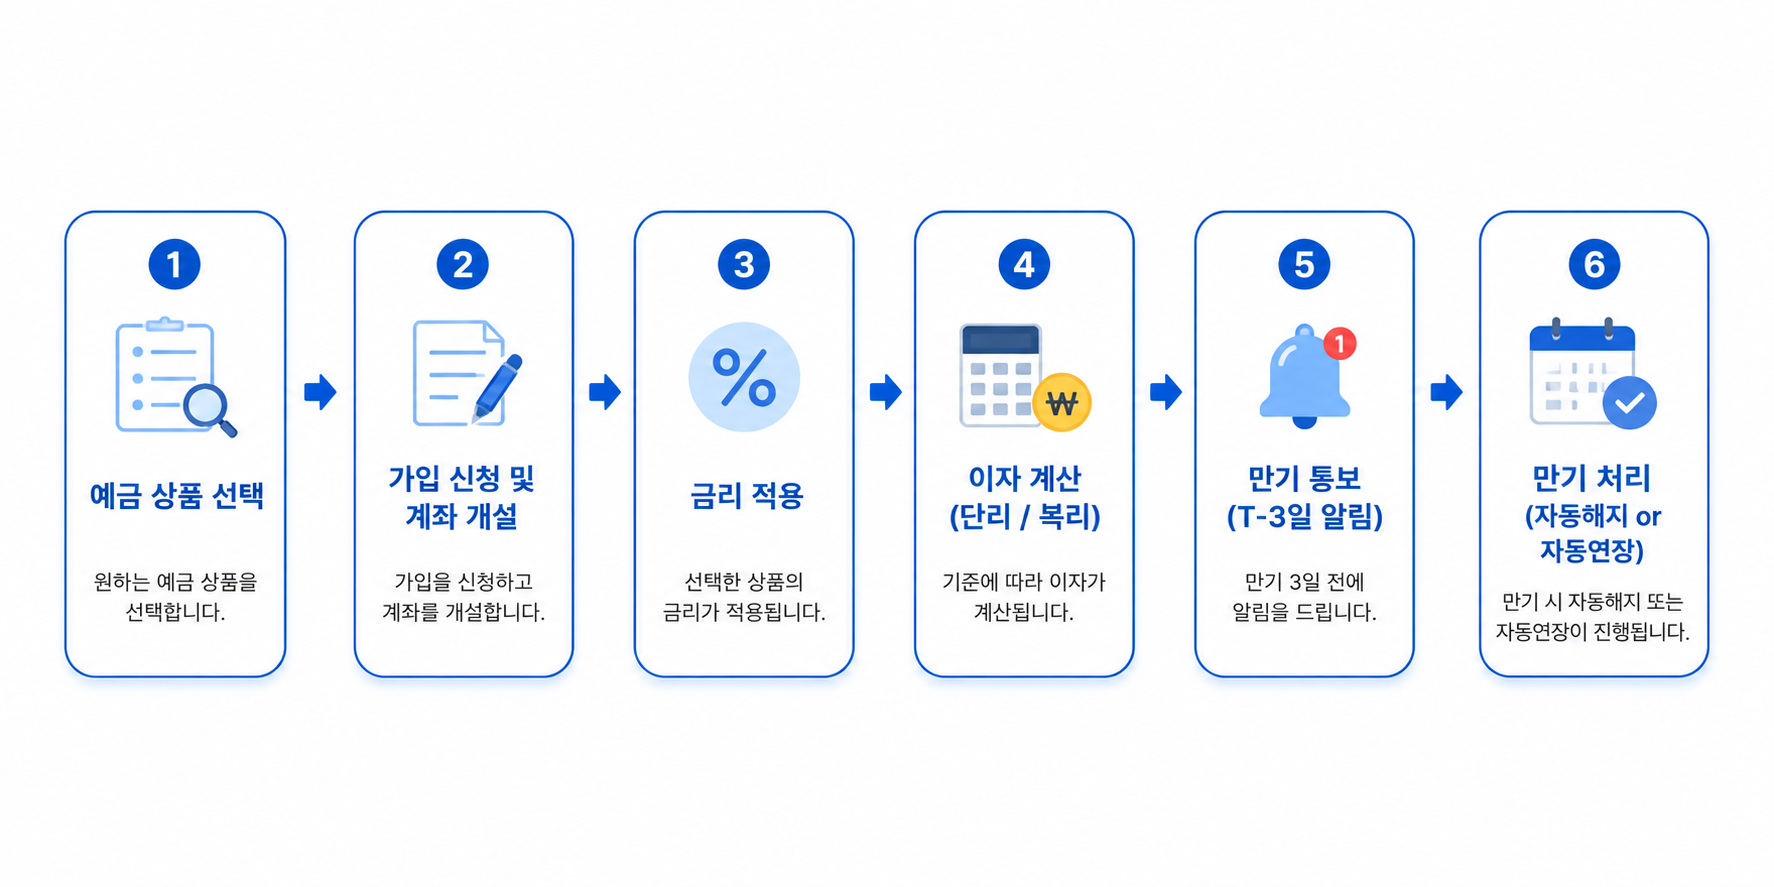 1
예금 상품 선택
원하는 예금 상품을
선택합니다.
2
가입 신청 및
계좌 개설
가입을 신청하고
계좌를 개설합니다.
3
%
금리 적용
선택한 상품의
금리가 적용됩니다.
4
₩
이자 계산
(단리 / 복리)
기준에 따라 이자가
계산됩니다.
5
1
만기 통보
(T-3일 알림)
만기 3일 전에
알림을 드립니다.
6
만기 처리
(자동해지 or
자동연장)
만기 시 자동해지 또는
자동연장이 진행됩니다.